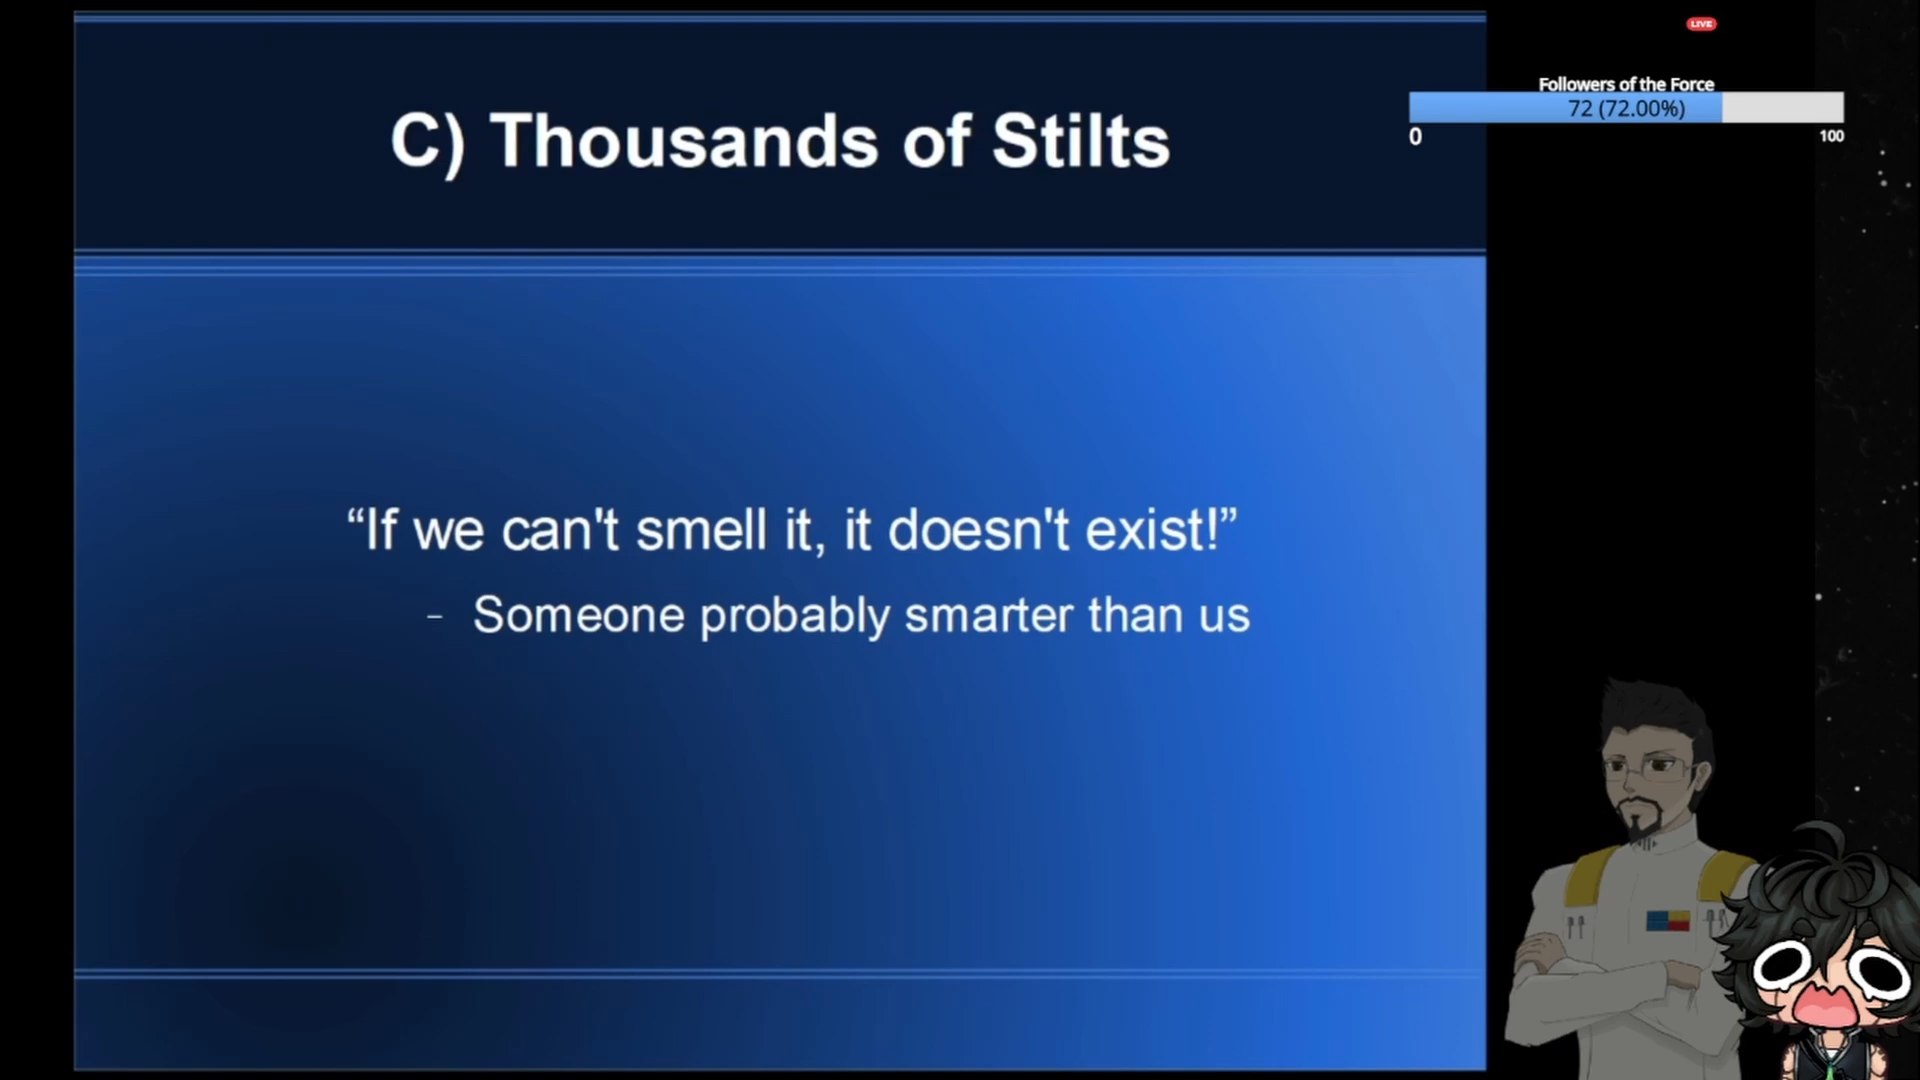 LIVE
Followers of the Force
72 (72.00%)
0
100
C) Thousands of Stilts
“If we can't smell it, it doesn't exist!”
– Someone probably smarter than us